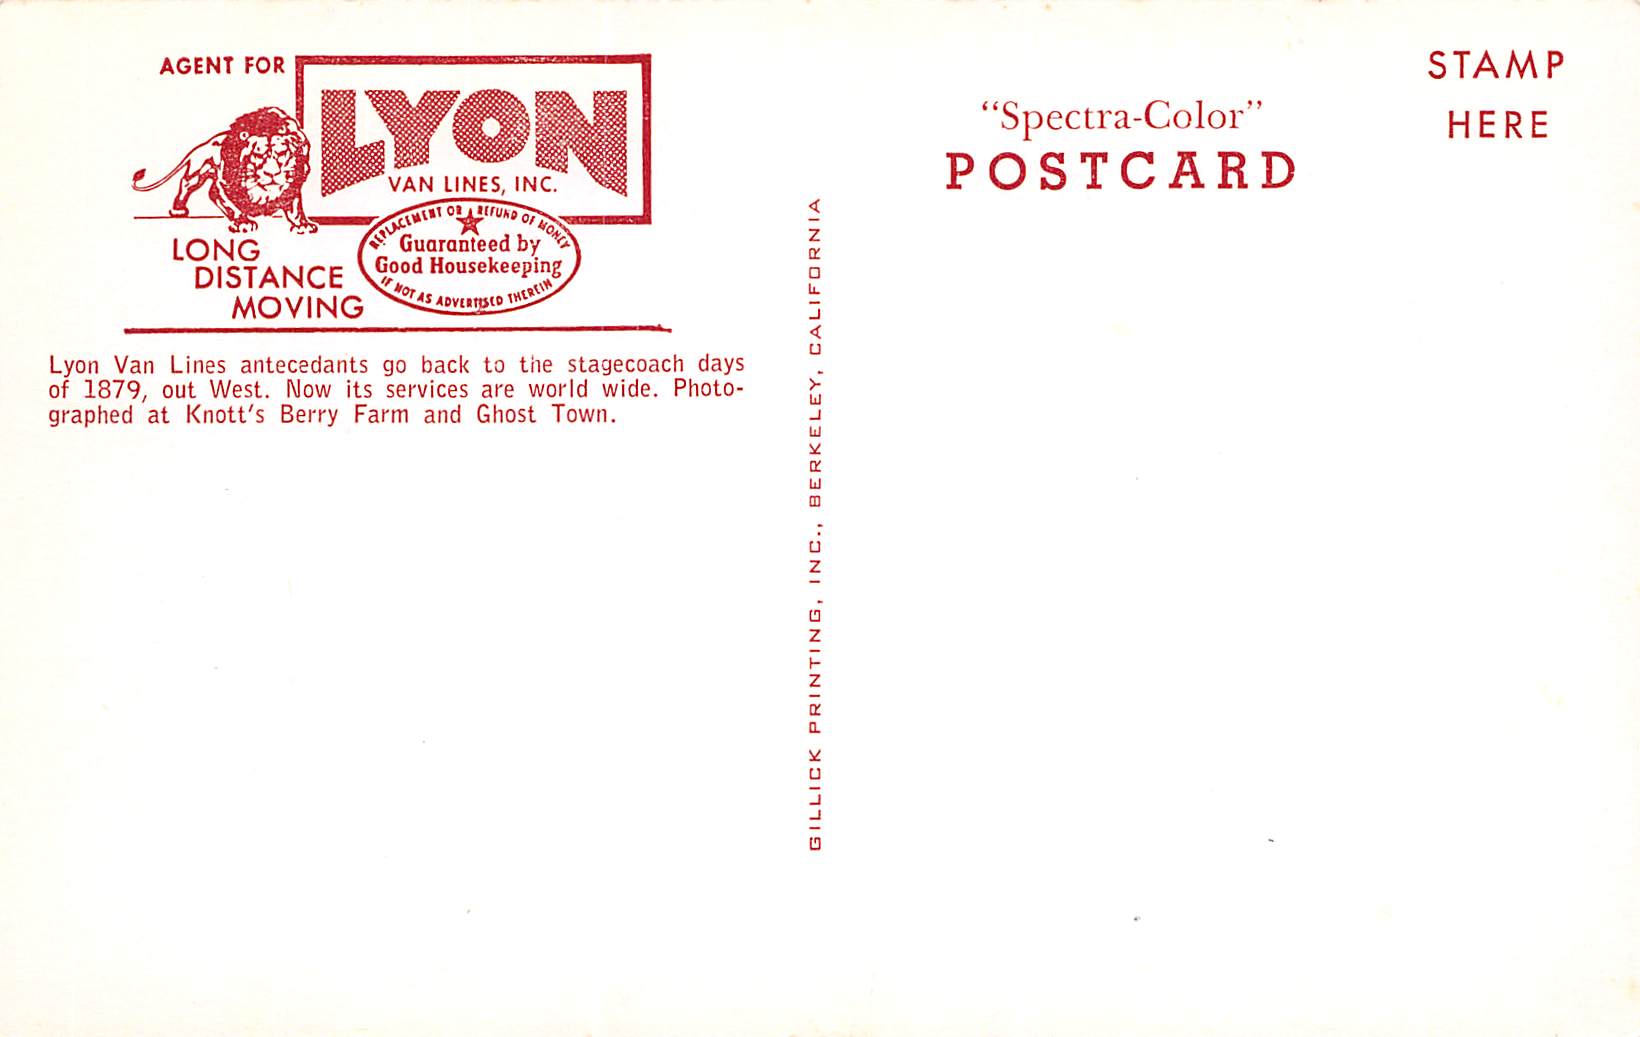 AGENT FOR
LYON
VAN LINES, INC.
REPLACEMENT OR REFUND OF MONEY
Guaranteed by
Good Housekeeping
IF NOT AS ADVERTISED THEREIN
LONG
DISTANCE
MOVING
Lyon Van Lines antecedants go back to the stagecoach days
of 1879, out West. Now its services are world wide. Photo-
graphed at Knott's Berry Farm and Ghost Town.
GILLICK PRINTING, INC., BERKELEY, CALIFORNIA
“Spectra-Color”
POSTCARD
STAMP
HERE